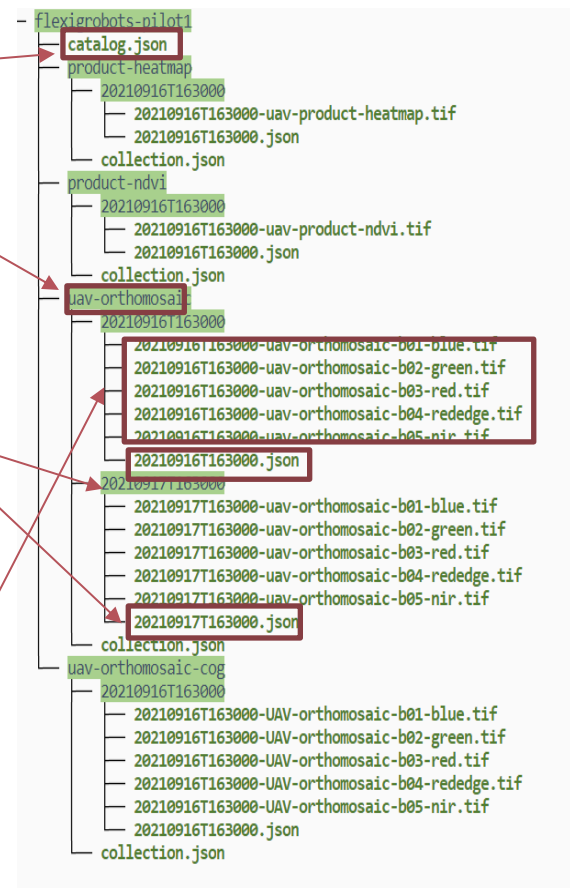 flexigrobots-pilot1
catalog.json
product-heatmap
20210916T163000
20210916T163000-uav-product-heatmap.tif
20210916T163000.json
collection.json
product-ndvi
20210916T163000
20210916T163000-uav-product-ndvi.tif
20210916T163000.json
collection.json
uav-orthomosaic
20210916T163000
20210916T163000-uav-orthomosaic-b01-blue.tif
20210916T163000-uav-orthomosaic-b02-green.tif
20210916T163000-uav-orthomosaic-b03-red.tif
20210916T163000-uav-orthomosaic-b04-rededge.tif
20210916T163000-uav-orthomosaic-b05-nir.tif
20210916T163000.json
20210917T163000
20210917T163000-uav-orthomosaic-b01-blue.tif
20210917T163000-uav-orthomosaic-b02-green.tif
20210917T163000-uav-orthomosaic-b03-red.tif
20210917T163000-uav-orthomosaic-b04-rededge.tif
20210917T163000-uav-orthomosaic-b05-nir.tif
20210917T163000.json
collection.json
uav-orthomosaic-cog
20210916T163000
20210916T163000-UAV-orthomosaic-b01-blue.tif
20210916T163000-UAV-orthomosaic-b02-green.tif
20210916T163000-UAV-orthomosaic-b03-red.tif
20210916T163000-UAV-orthomosaic-b04-rededge.tif
20210916T163000-UAV-orthomosaic-b05-nir.tif
20210916T163000.json
collection.json